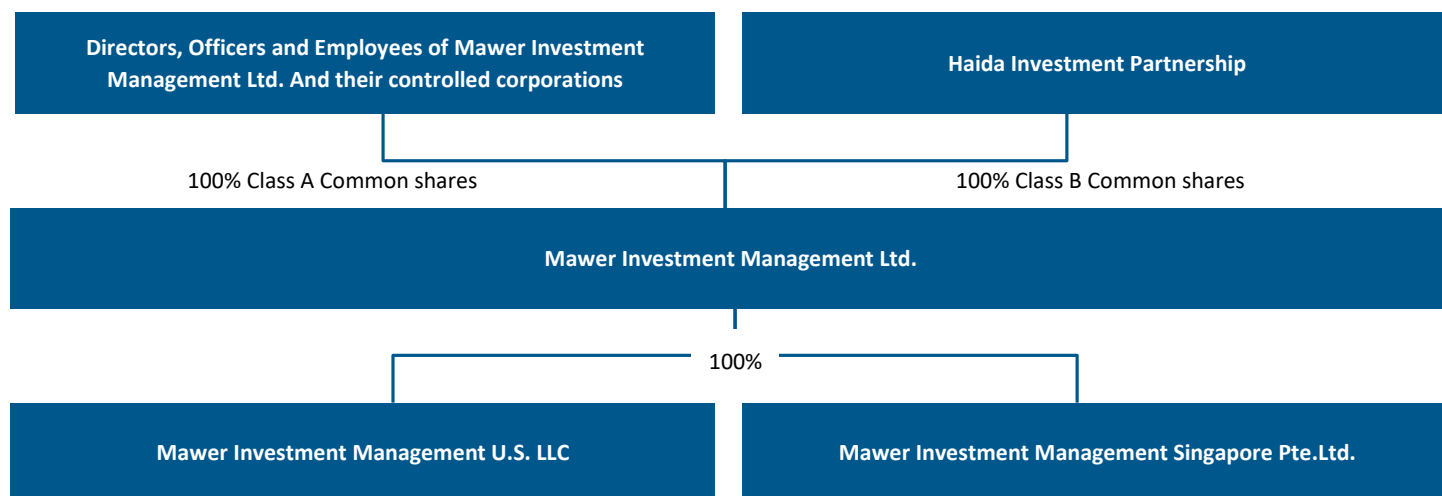 Directors, Officers and Employees of Mawer Investment
Management Ltd. And their controlled corporations
Haida Investment Partnership
100% Class A Common shares
100% Class B Common shares
Mawer Investment Management Ltd.
100%
Mawer Investment Management U.S. LLC
Mawer Investment Management Singapore Pte.Ltd.